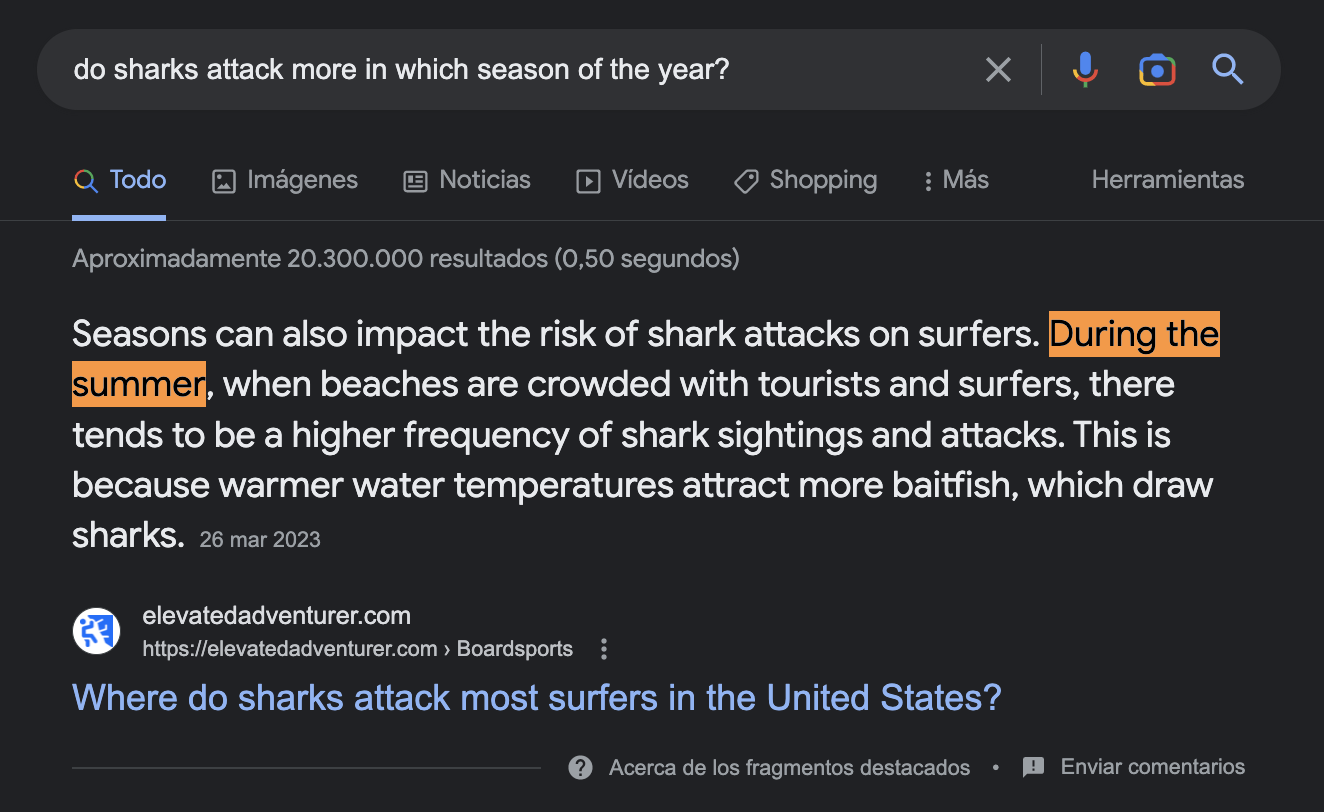 do sharks attack more in which season of the year?
Todo Imágenes Noticias Vídeos Shopping Más Herramientas
Aproximadamente 20.300.000 resultados (0,50 segundos)
Seasons can also impact the risk of shark attacks on surfers. During the
summer, when beaches are crowded with tourists and surfers, there
tends to be a higher frequency of shark sightings and attacks. This is
because warmer water temperatures attract more baitfish, which draw
sharks. 26 mar 2023
elevatedadventurer.com
https://elevatedadventurer.com › Boardsports
Where do sharks attack most surfers in the United States?
Acerca de los fragmentos destacados • Enviar comentarios